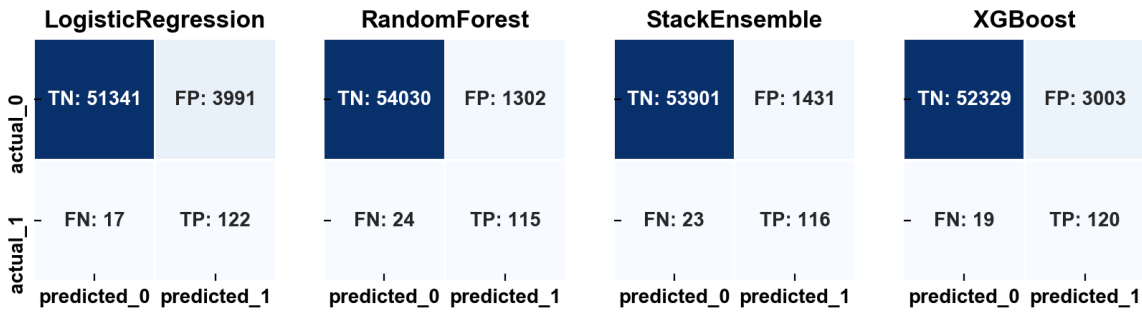 LogisticRegression RandomForest StackEnsemble XGBoost
actual_0 TN: 51341 FP: 3991 TN: 54030 FP: 1302 TN: 53901 FP: 1431 TN: 52329 FP: 3003
actual_1 FN: 17 TP: 122 FN: 24 TP: 115 FN: 23 TP: 116 FN: 19 TP: 120
predicted_0 predicted_1 predicted_0 predicted_1 predicted_0 predicted_1 predicted_0 predicted_1